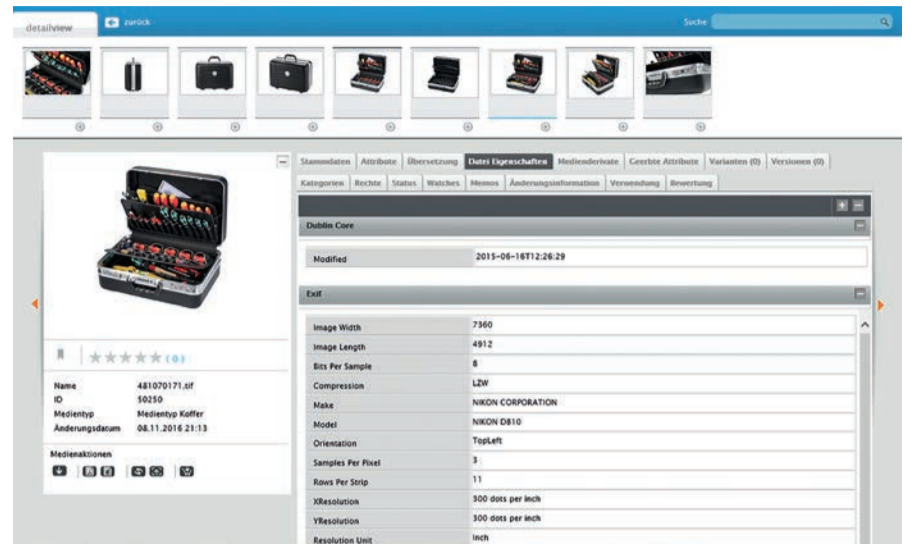 detailview
zurück
Suche
Stammdaten Attribute Übersetzung Datei Eigenschaften Medienderivate Geerbte Attribute Varianten (0) Versionen (0)
Kategorien Rechte Status Watches Memos Änderungsinformation Verwendung Bewertung
Dublin Core
Modified 2015-06-16T12:26:29
Exif
Image Width 7360
Image Length 4912
Bits Per Sample 8
Compression LZW
Make NIKON CORPORATION
Model NIKON D810
Orientation TopLeft
Samples Per Pixel 3
Rows Per Strip 11
XResolution 300 dots per inch
YResolution 300 dots per inch
Resolution Unit Inch
(0)
Name 481070171.tif
ID 50250
Medientyp Medientyp Koffer
Änderungsdatum 08.11.2016 21:13
Medienaktionen